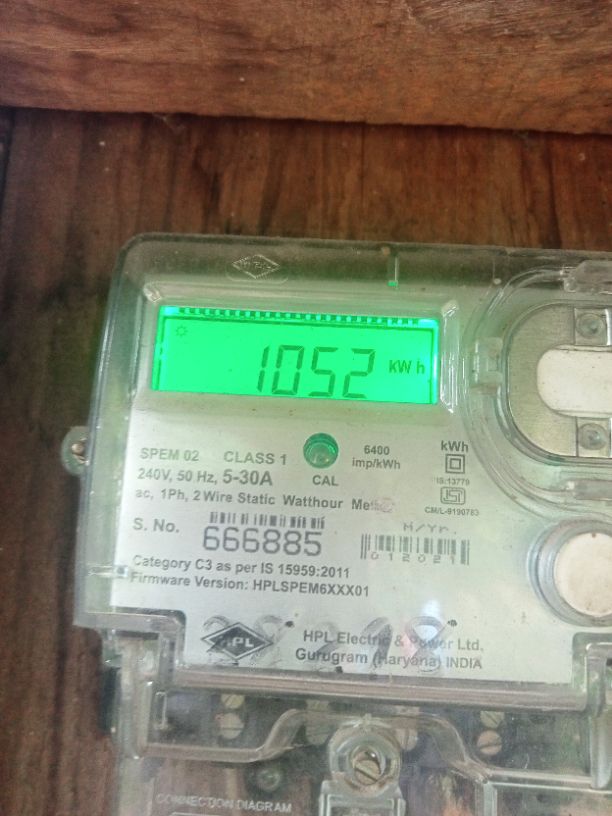 1052 kWh
SPEM 02 CLASS 1
240V, 50 Hz, 5-30A
ac, 1Ph, 2 Wire Static Watthour
CAL
6400
imp/kWh
kWh
IS:13779
ISI
CM/L-9190783
S. No. 666885
M/Yr.
012021
Category C3 as per IS 15959:2011
Firmware Version: HPLSPEM6XXX01
HPL
HPL Electric & Power Ltd.
Gurugram (Haryana) INDIA
CONNECTION DIAGRAM